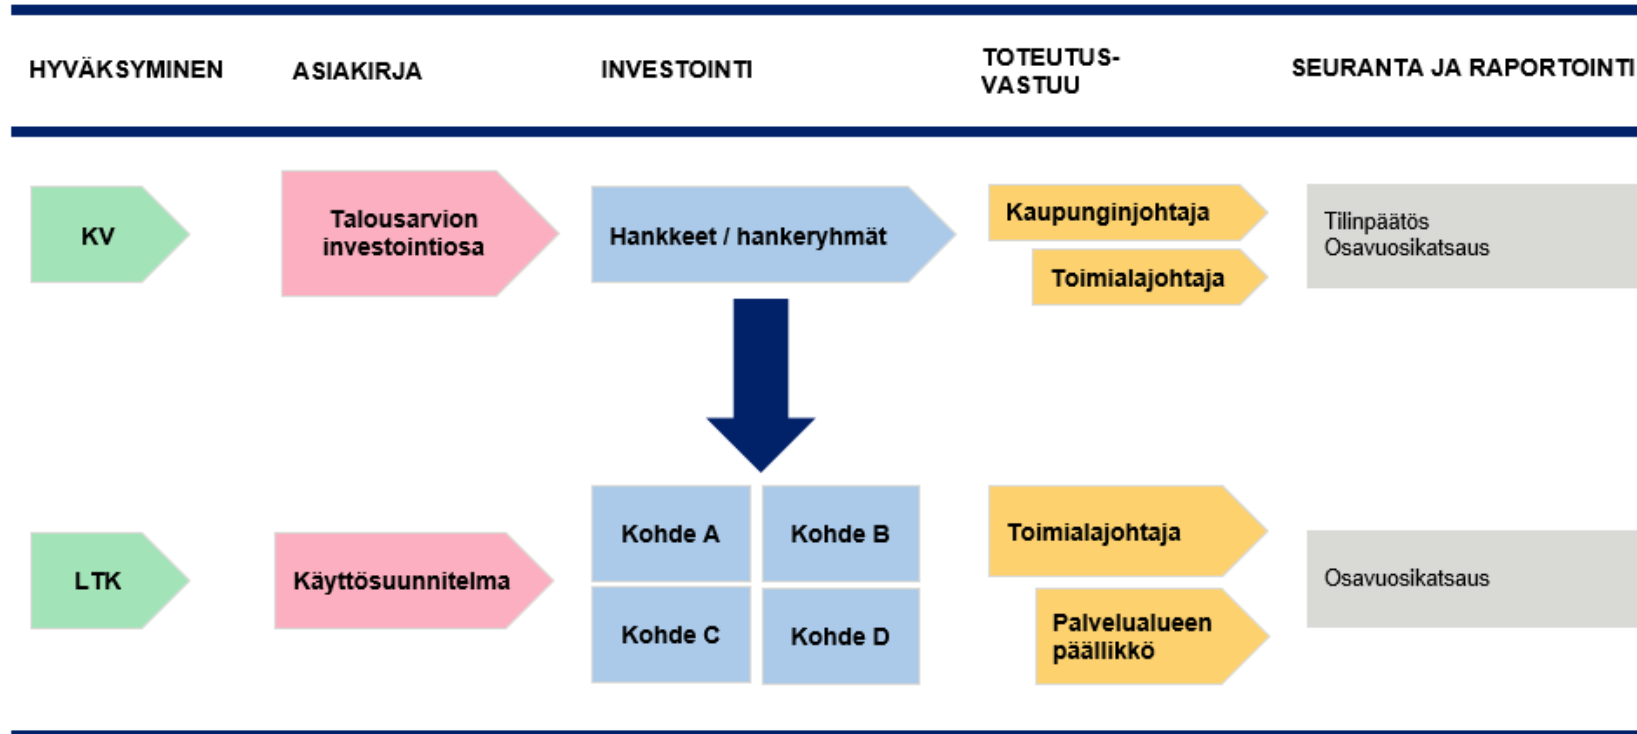 HYVÄKSYMINEN
ASIAKIRJA
INVESTOINTI
TOTEUTUS-
VASTUU
SEURANTA JA RAPORTOINTI
KV
Talousarvion
investointiosa
Hankkeet / hankeryhmät
Kaupunginjohtaja
Toimialajohtaja
Tilinpäätös
Osavuosikatsaus
LTK
Käyttösuunnitelma
Kohde A
Kohde B
Kohde C
Kohde D
Toimialajohtaja
Palvelualueen
päällikkö
Osavuosikatsaus